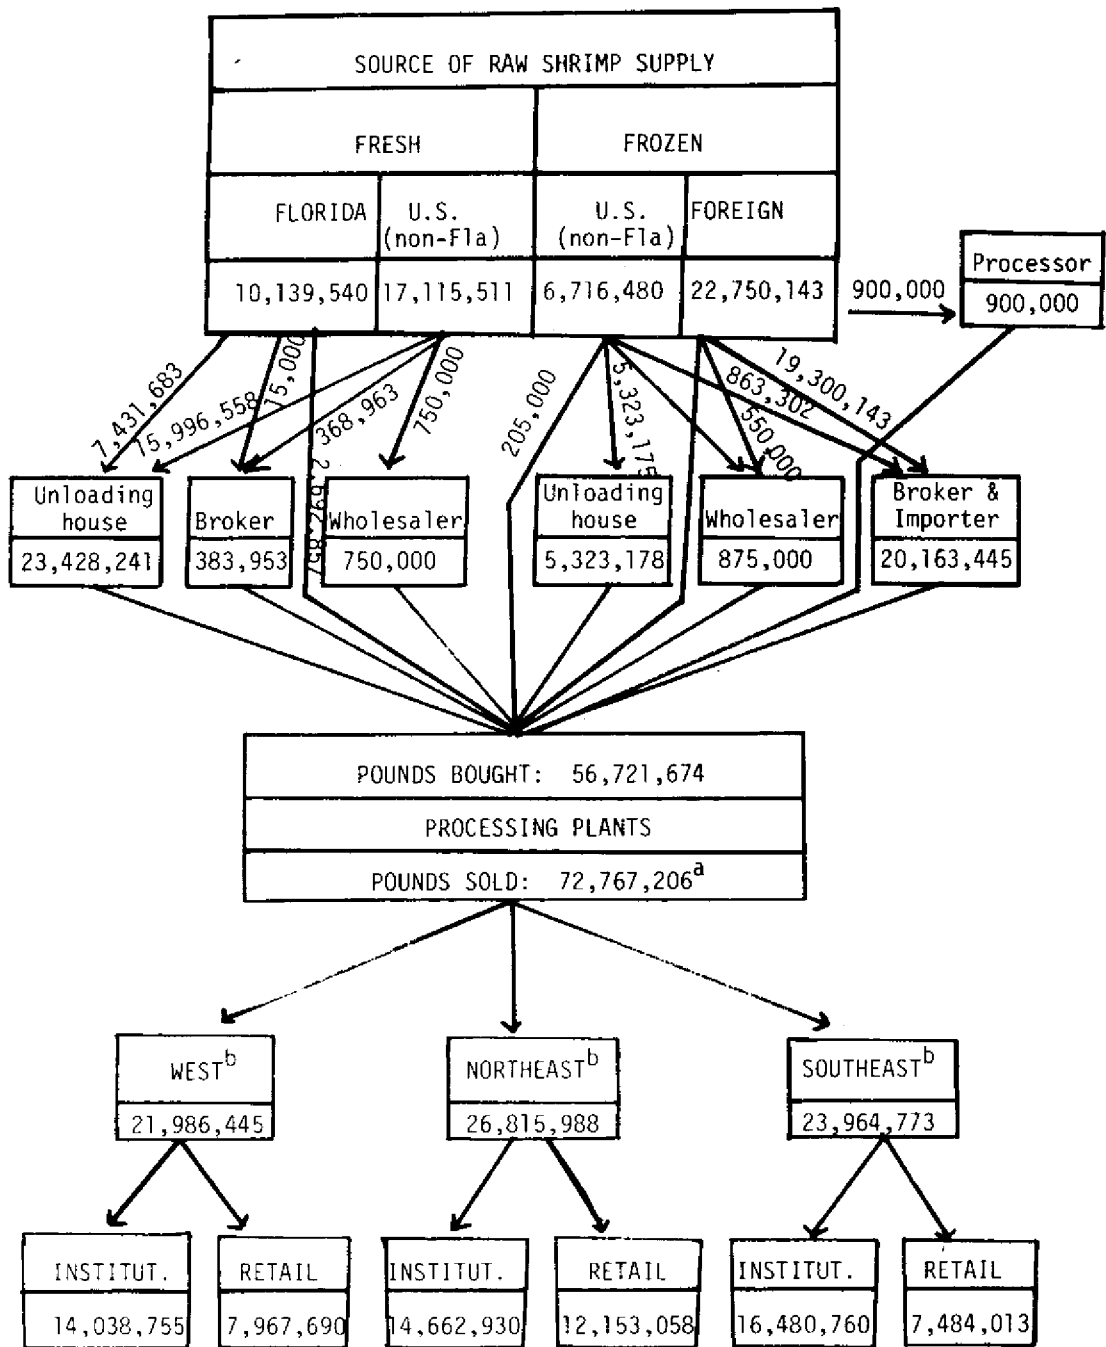 SOURCE OF RAW SHRIMP SUPPLY
FRESH FROZEN
FLORIDA U.S. (non-Fla) U.S. (non-Fla) FOREIGN
10,139,540 17,115,511 6,716,480 22,750,143
900,000
Processor
900,000
7,431,683
15,996,558
15,000
368,963
2,692,857
750,000
205,000
5,323,175
863,302
550,000
19,300,143
Unloading house
23,428,241
Broker
383,953
Wholesaler
750,000
Unloading house
5,323,178
Wholesaler
875,000
Broker & Importer
20,163,445
POUNDS BOUGHT: 56,721,674
PROCESSING PLANTS
POUNDS SOLD: 72,767,206a
WESTb
21,986,445
NORTHEASTb
26,815,988
SOUTHEASTb
23,964,773
INSTITUT.
14,038,755
RETAIL
7,967,690
INSTITUT.
14,662,930
RETAIL
12,153,058
INSTITUT.
16,480,760
RETAIL
7,484,013